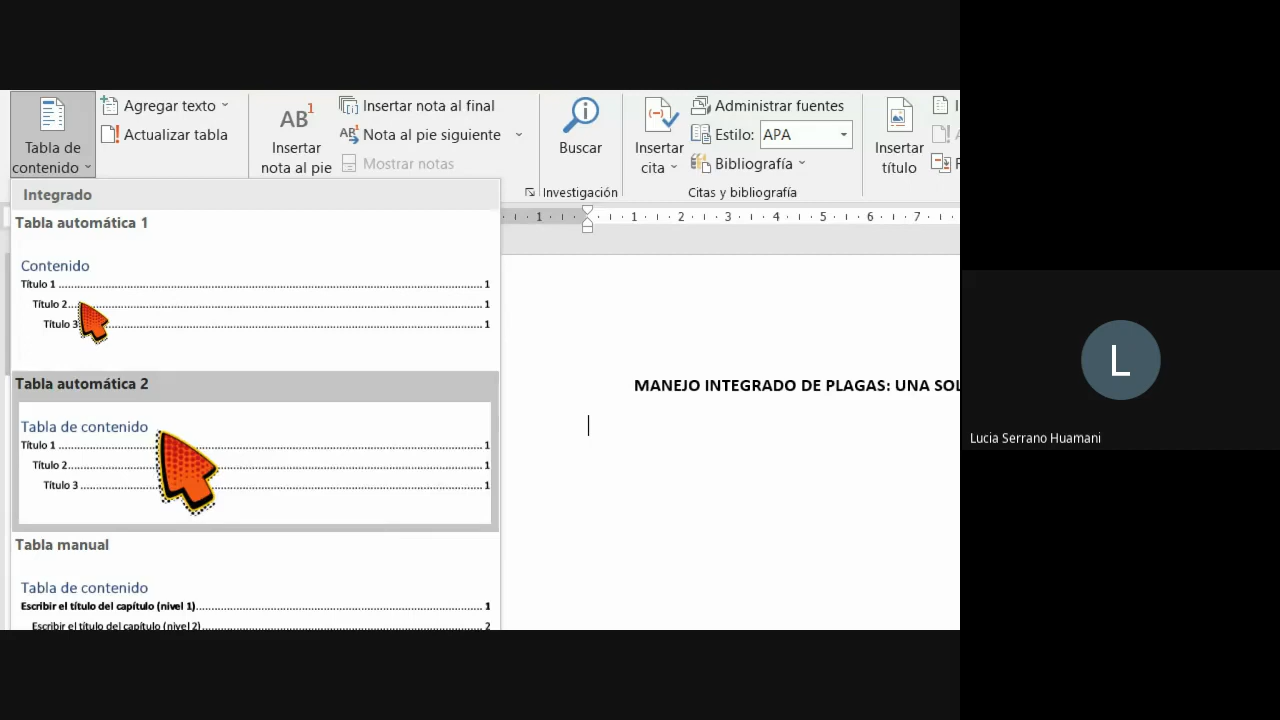 Tabla de
contenido
Agregar texto
Actualizar tabla
AB¹
Insertar
nota al pie
Insertar nota al final
Nota al pie siguiente
Mostrar notas
Buscar
Investigación
Insertar
cita
Administrar fuentes
Estilo: APA
Bibliografía
Citas y bibliografía
Insertar
título
Integrado
Tabla automática 1
Contenido
Título 1 ........ 1
Título 2 ........ 1
Título 3 ........ 1
Tabla automática 2
Tabla de contenido
Título 1 ........ 1
Título 2 ........ 1
Título 3 ........ 1
Tabla manual
Tabla de contenido
Escribir el título del capítulo (nivel 1) ........ 1
Escribir el título del capítulo (nivel 2) ........ 2
1 1 2 3 4 5 6 7
MANEJO INTEGRADO DE PLAGAS: UNA SOL
L
Lucia Serrano Huamani